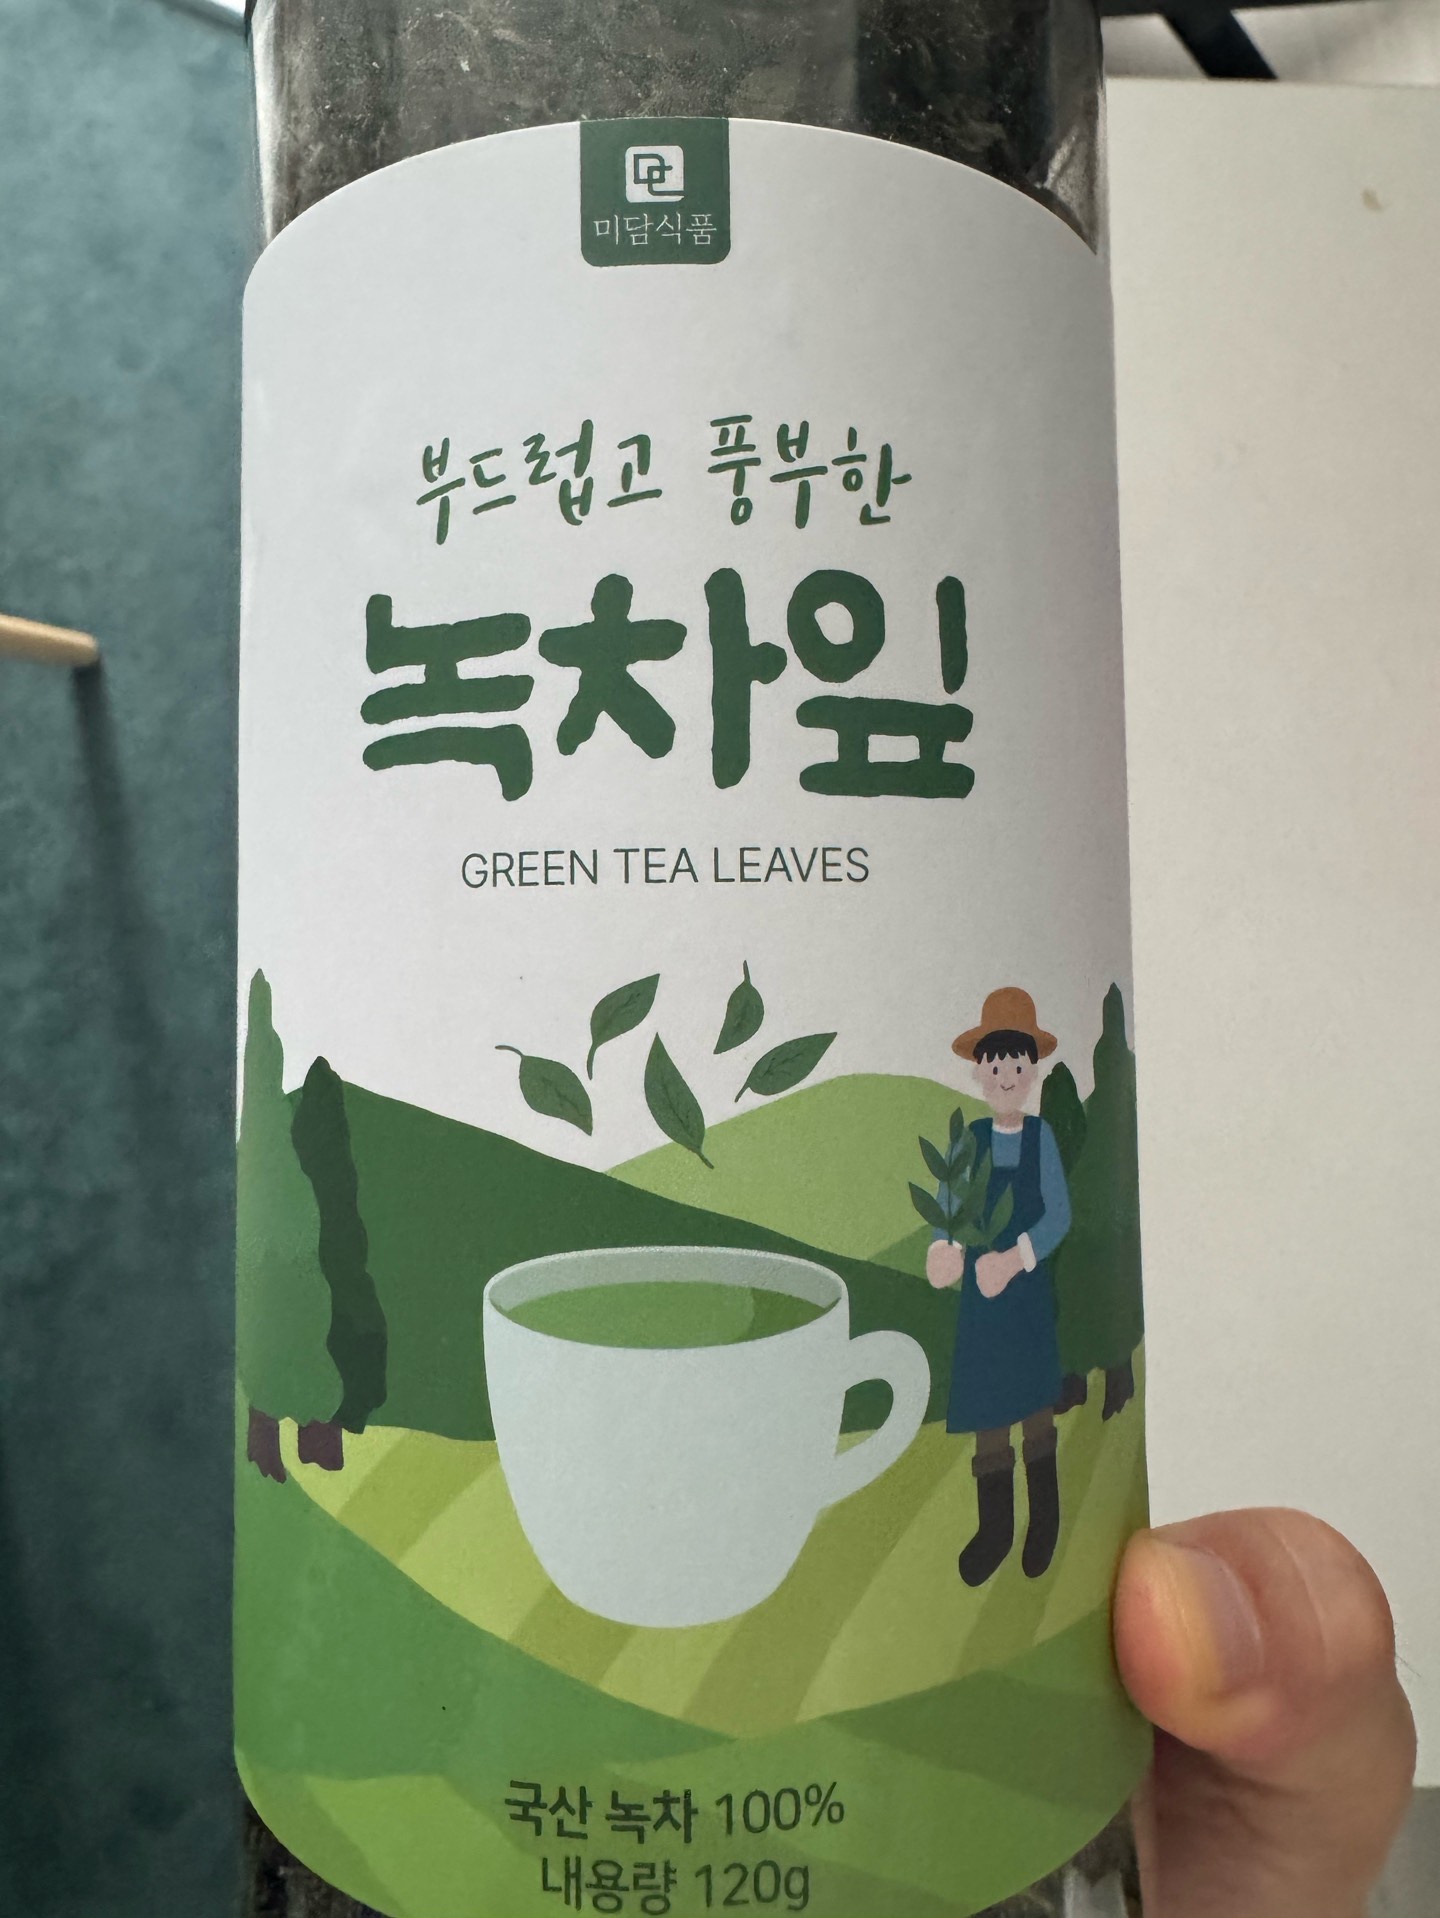 미담식품
부드럽고 풍부한
녹차잎
GREEN TEA LEAVES
국산 녹차 100%
내용량 120g